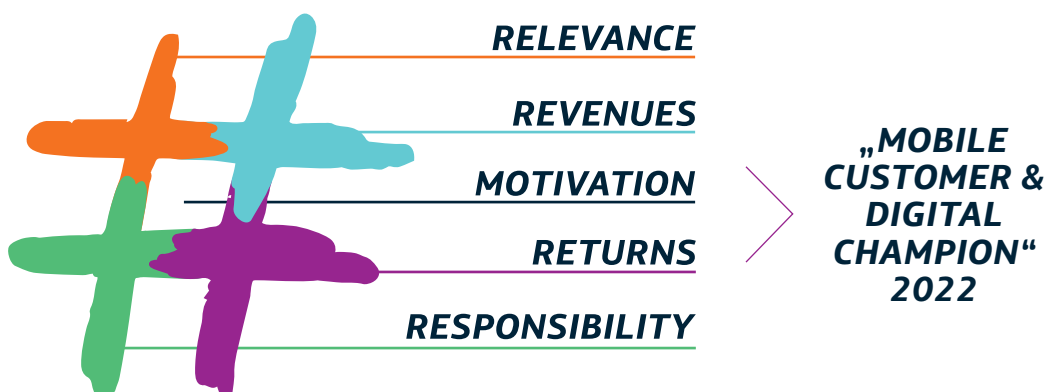 RELEVANCE
REVENUES
MOTIVATION
RETURNS
RESPONSIBILITY
„MOBILE
CUSTOMER &
DIGITAL
CHAMPION“
2022